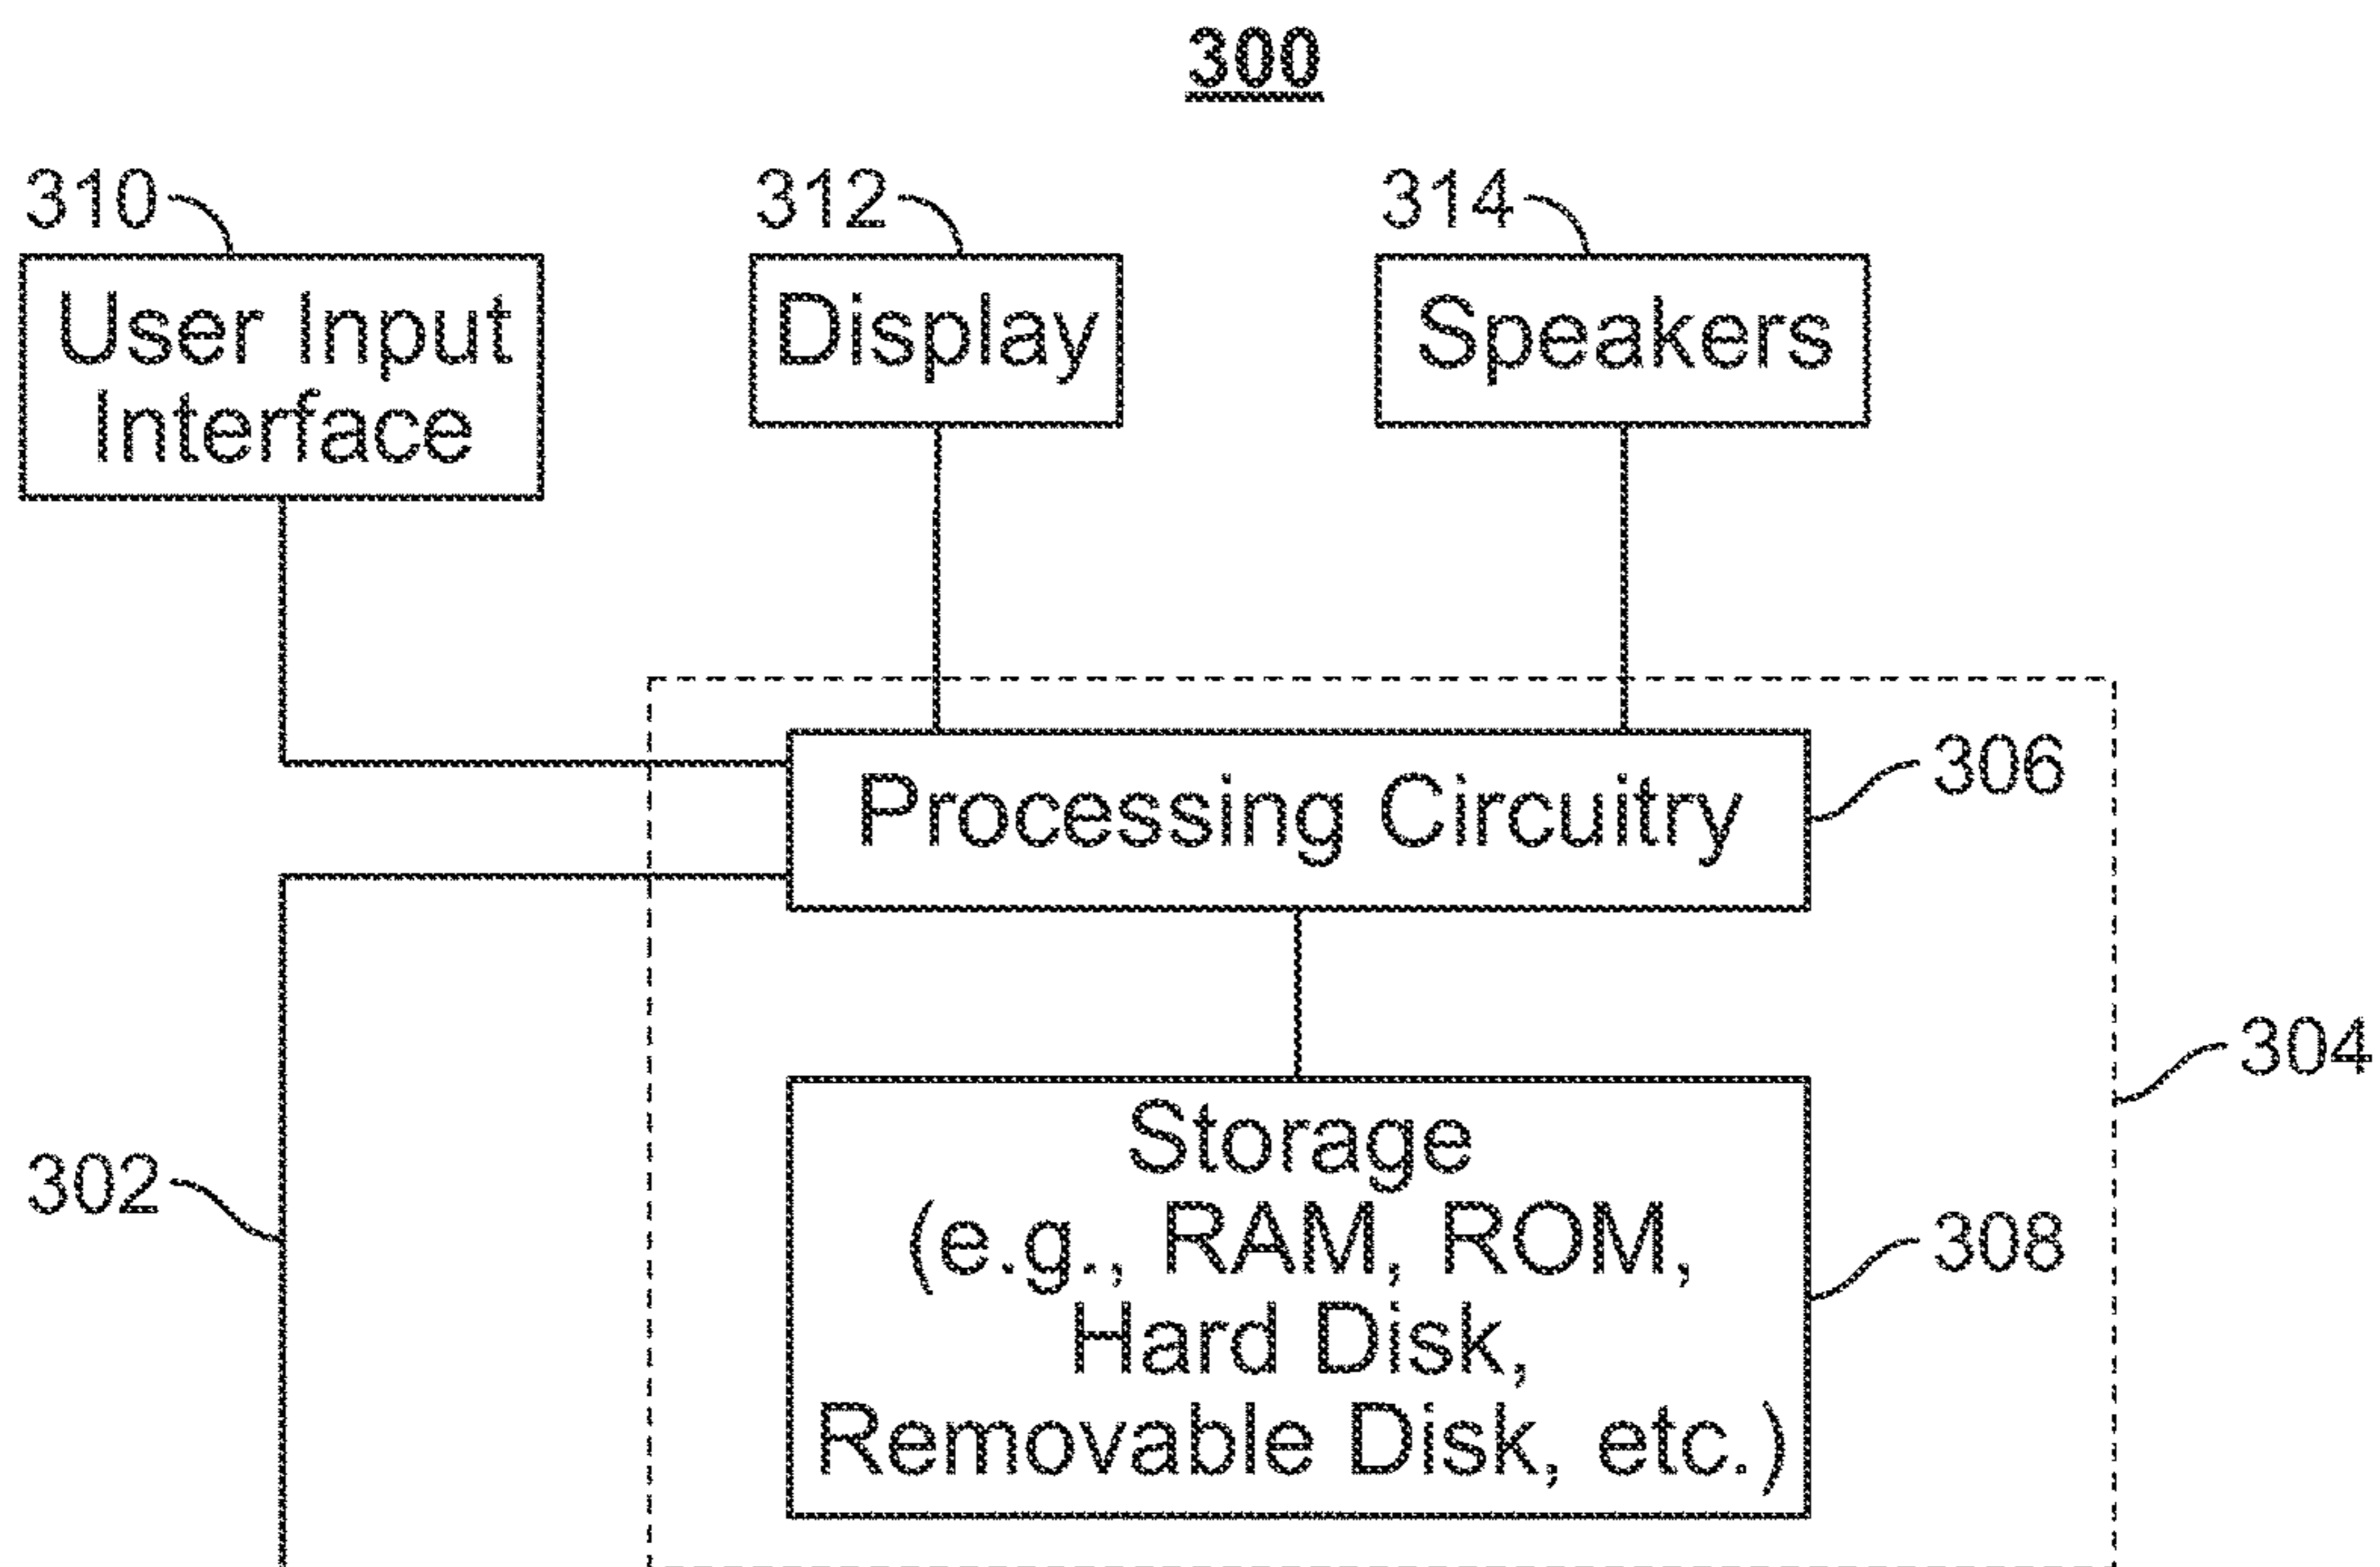 300
310
312
314
User Input
Interface
Display
Speakers
Processing Circuitry
306
304
302
Storage
(e.g., RAM, ROM,
Hard Disk,
Removable Disk, etc.)
308